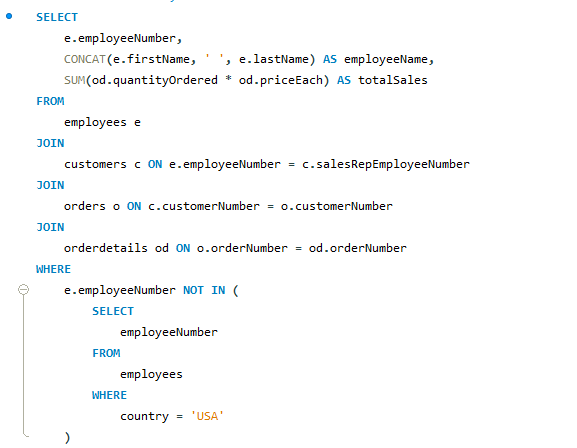 SELECT
e.employeeNumber,
CONCAT(e.firstName, ' ', e.lastName) AS employeeName,
SUM(od.quantityOrdered * od.priceEach) AS totalSales
FROM
employees e
JOIN
customers c ON e.employeeNumber = c.salesRepEmployeeNumber
JOIN
orders o ON c.customerNumber = o.customerNumber
JOIN
orderdetails od ON o.orderNumber = od.orderNumber
WHERE
e.employeeNumber NOT IN (
SELECT
employeeNumber
FROM
employees
WHERE
country = 'USA'
)